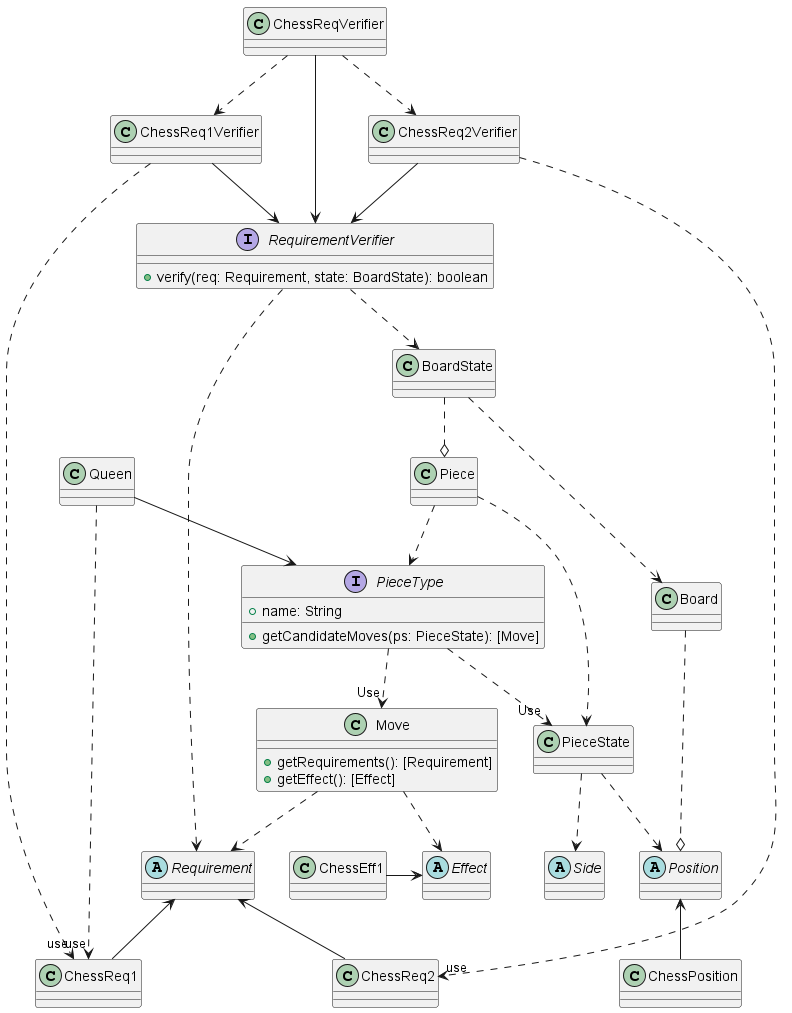 C ChessReqVerifier
C ChessReq1Verifier
C ChessReq2Verifier
I RequirementVerifier
verify(req: Requirement, state: BoardState): boolean
C BoardState
C Queen
C Piece
I PieceType
name: String
getCandidateMoves(ps: PieceState): [Move]
C Board
Use
Use
C Move
getRequirements(): [Requirement]
getEffect(): [Effect]
C PieceState
A Requirement
C ChessEff1
A Effect
A Side
A Position
use
use
use
C ChessReq1
C ChessReq2
C ChessPosition